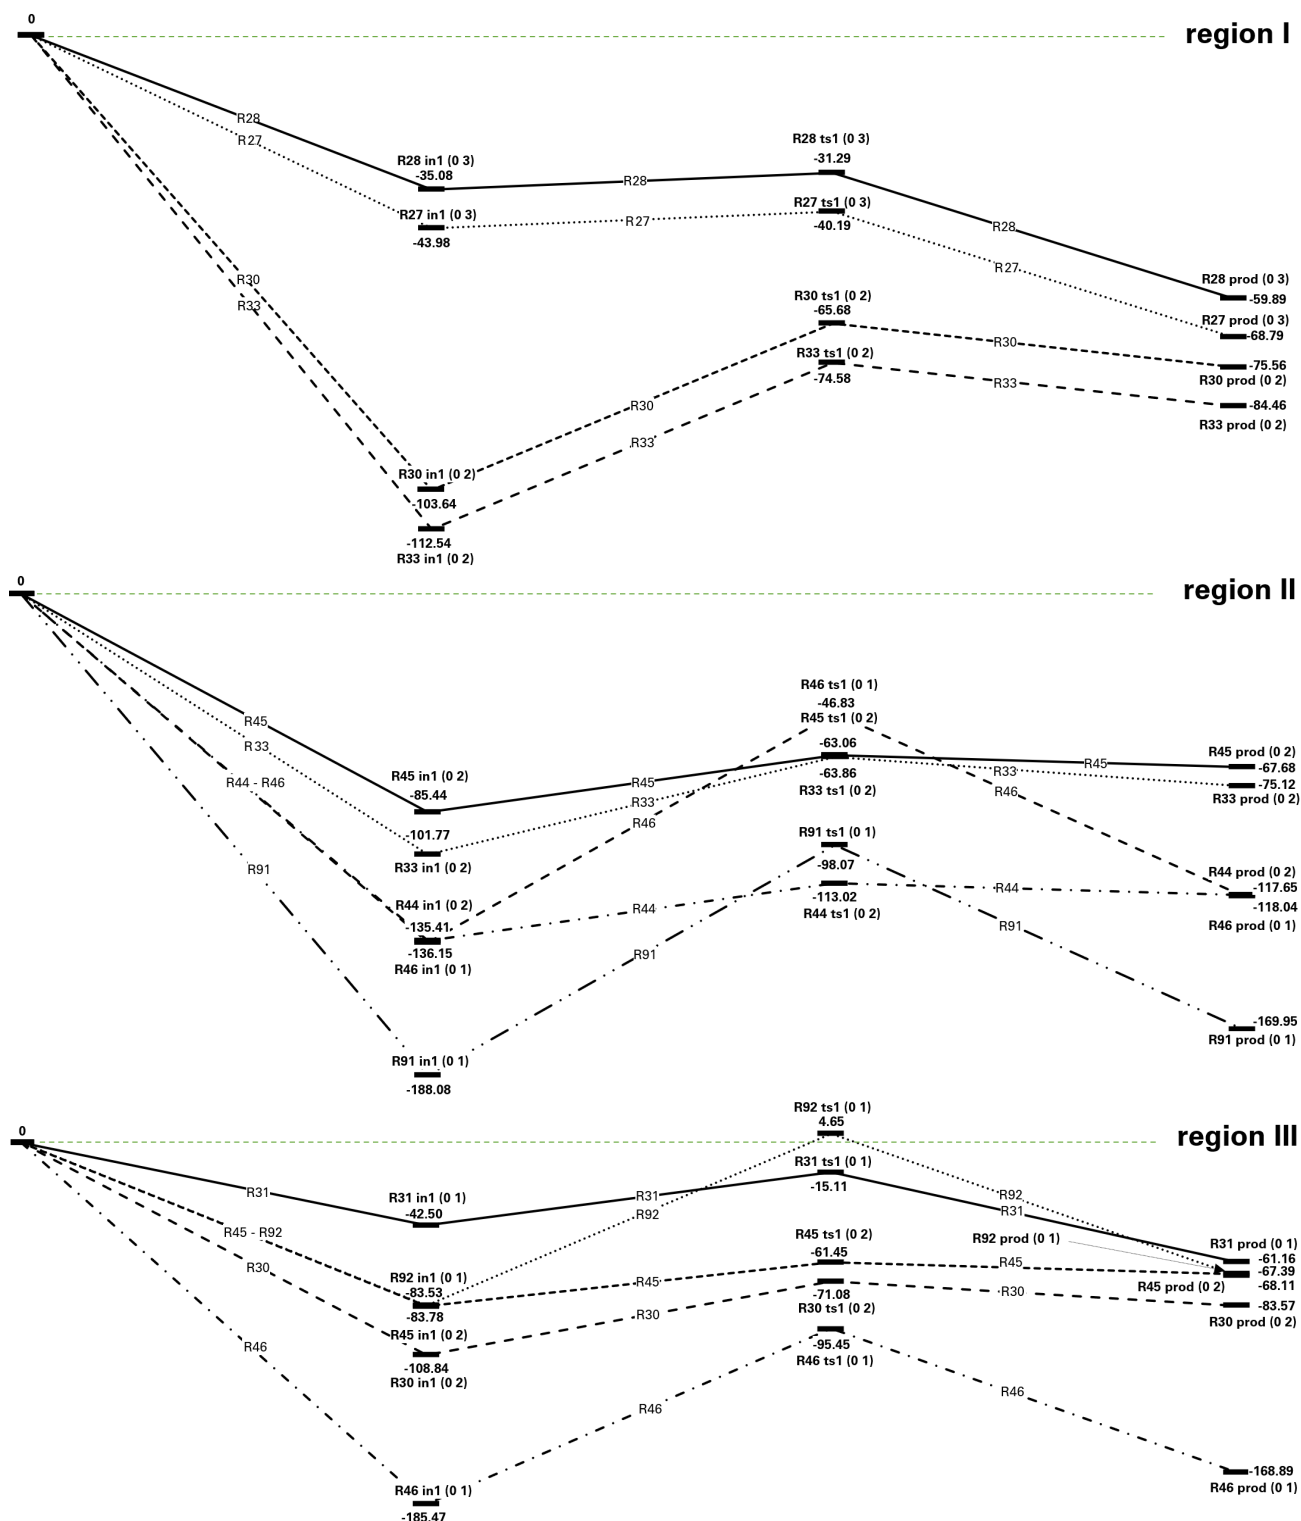 0
region I
R28
R27
R28 ts1 (0 3)
-31.29
R28 in1 (0 3)
-35.08
R28
R27 ts1 (0 3)
-40.19
R27 in1 (0 3)
-43.98
R27
R28
R27
R30
R33
R28 prod (0 3)
-59.89
R30 ts1 (0 2)
-65.68
R27 prod (0 3)
-68.79
R30
R33 ts1 (0 2)
-74.58
-75.56
R30 prod (0 2)
R33
R30
-84.46
R33 prod (0 2)
R33
R30 in1 (0 2)
-103.64
-112.54
R33 in1 (0 2)
0
region II
R46 ts1 (0 1)
-46.83
R45 ts1 (0 2)
R45
R33
-63.06
R45 prod (0 2)
-67.68
R45
R33
R44 - R46
R45 in1 (0 2)
-85.44
R45
-63.86
R33 ts1 (0 2)
R46
-75.12
R33 prod (0 2)
R33
R46
-101.77
R33 in1 (0 2)
R91 ts1 (0 1)
-98.07
R91
R44 prod (0 2)
-117.65
R44
-113.02
R44 ts1 (0 2)
R44 in1 (0 2)
R44
-118.04
R46 prod (0 1)
-135.41
-136.15
R46 in1 (0 1)
R91
R91
-169.95
R91 prod (0 1)
R91 in1 (0 1)
-188.08
R92 ts1 (0 1)
4.65
0
region III
R31 ts1 (0 1)
-15.11
R31
R31 in1 (0 1)
-42.50
R31
R92
R92
R31
R45 - R92
R45 ts1 (0 2)
-61.45
R92 prod (0 1)
R31 prod (0 1)
-61.16
R30
R45
-67.39
R92 in1 (0 1)
-83.53
R45
R45 prod (0 2)
-68.11
-71.08
R30 ts1 (0 2)
R30
-83.57
R30 prod (0 2)
-83.78
R30
R45 in1 (0 2)
R46
-95.45
R46 ts1 (0 1)
-108.84
R30 in1 (0 2)
R46
R46
-168.89
R46 prod (0 1)
R46 in1 (0 1)
-185.47